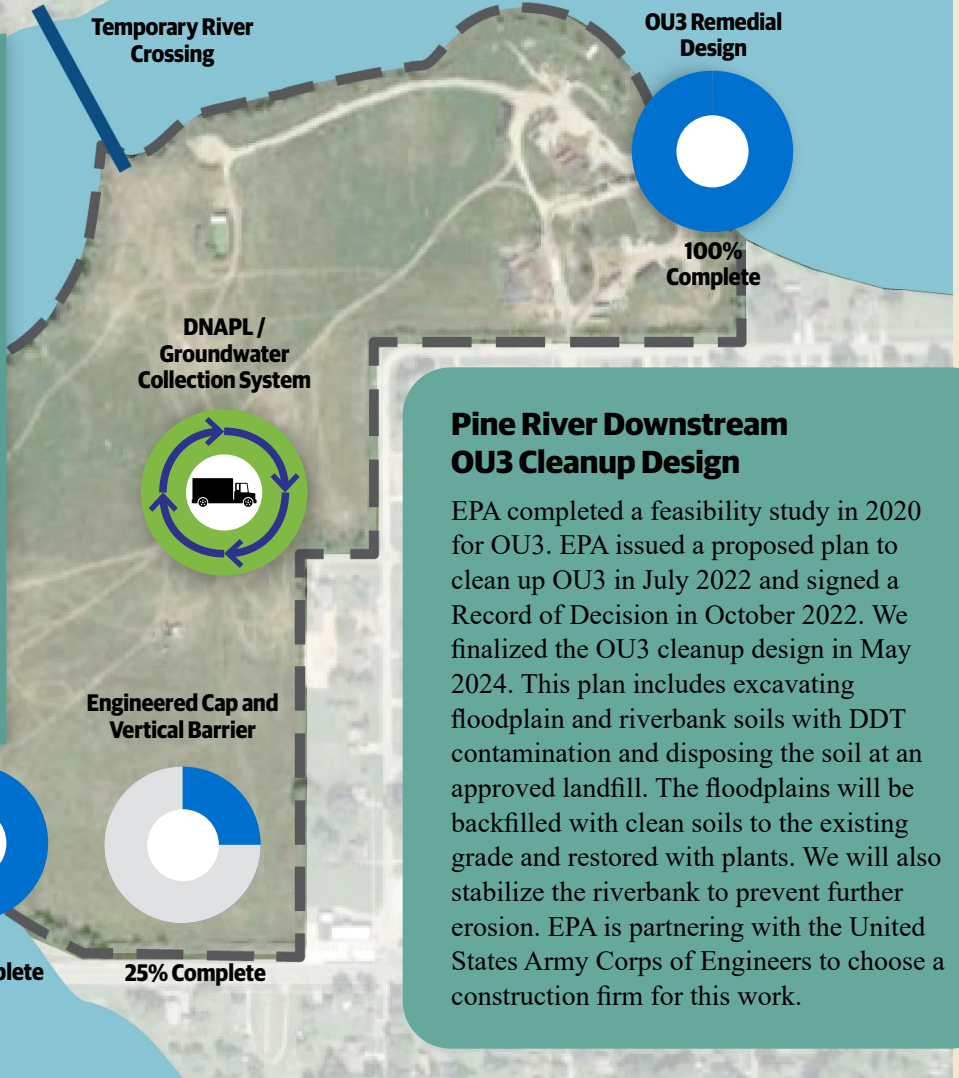 Temporary River
Crossing
OU3 Remedial
Design
100%
Complete
DNAPL /
Groundwater
Collection System
Engineered Cap and
Vertical Barrier
25% Complete
Pine River Downstream
OU3 Cleanup Design
EPA completed a feasibility study in 2020
for OU3. EPA issued a proposed plan to
clean up OU3 in July 2022 and signed a
Record of Decision in October 2022. We
finalized the OU3 cleanup design in May
2024. This plan includes excavating
floodplain and riverbank soils with DDT
contamination and disposing the soil at an
approved landfill. The floodplains will be
backfilled with clean soils to the existing
grade and restored with plants. We will also
stabilize the riverbank to prevent further
erosion. EPA is partnering with the United
States Army Corps of Engineers to choose a
construction firm for this work.